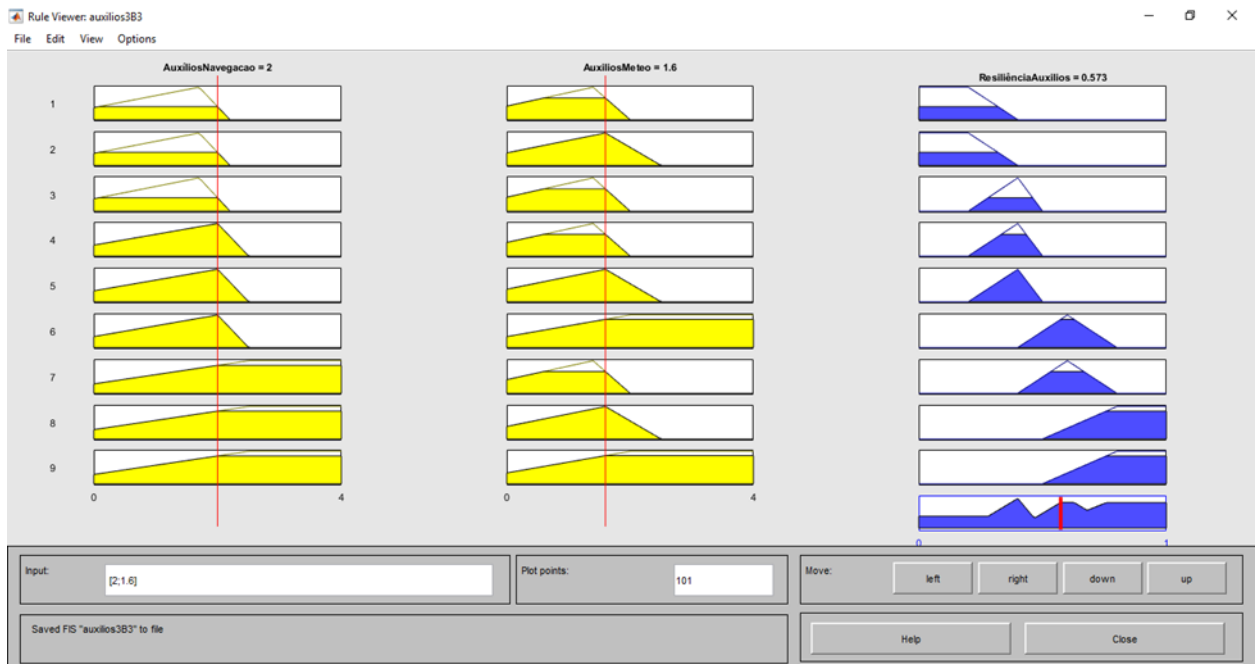 Rule Viewer: auxilios3B3
File Edit View Options
AuxíliosNavegacao = 2 AuxíliosMeteo = 1.6 ResiliênciaAuxilios = 0.573
1
2
3
4
5
6
7
8
9
0 4 0 4
0 1
Input: [2;1.6] Plot points: 101 Move: left right down up
Saved FIS "auxilios3B3" to file Help Close